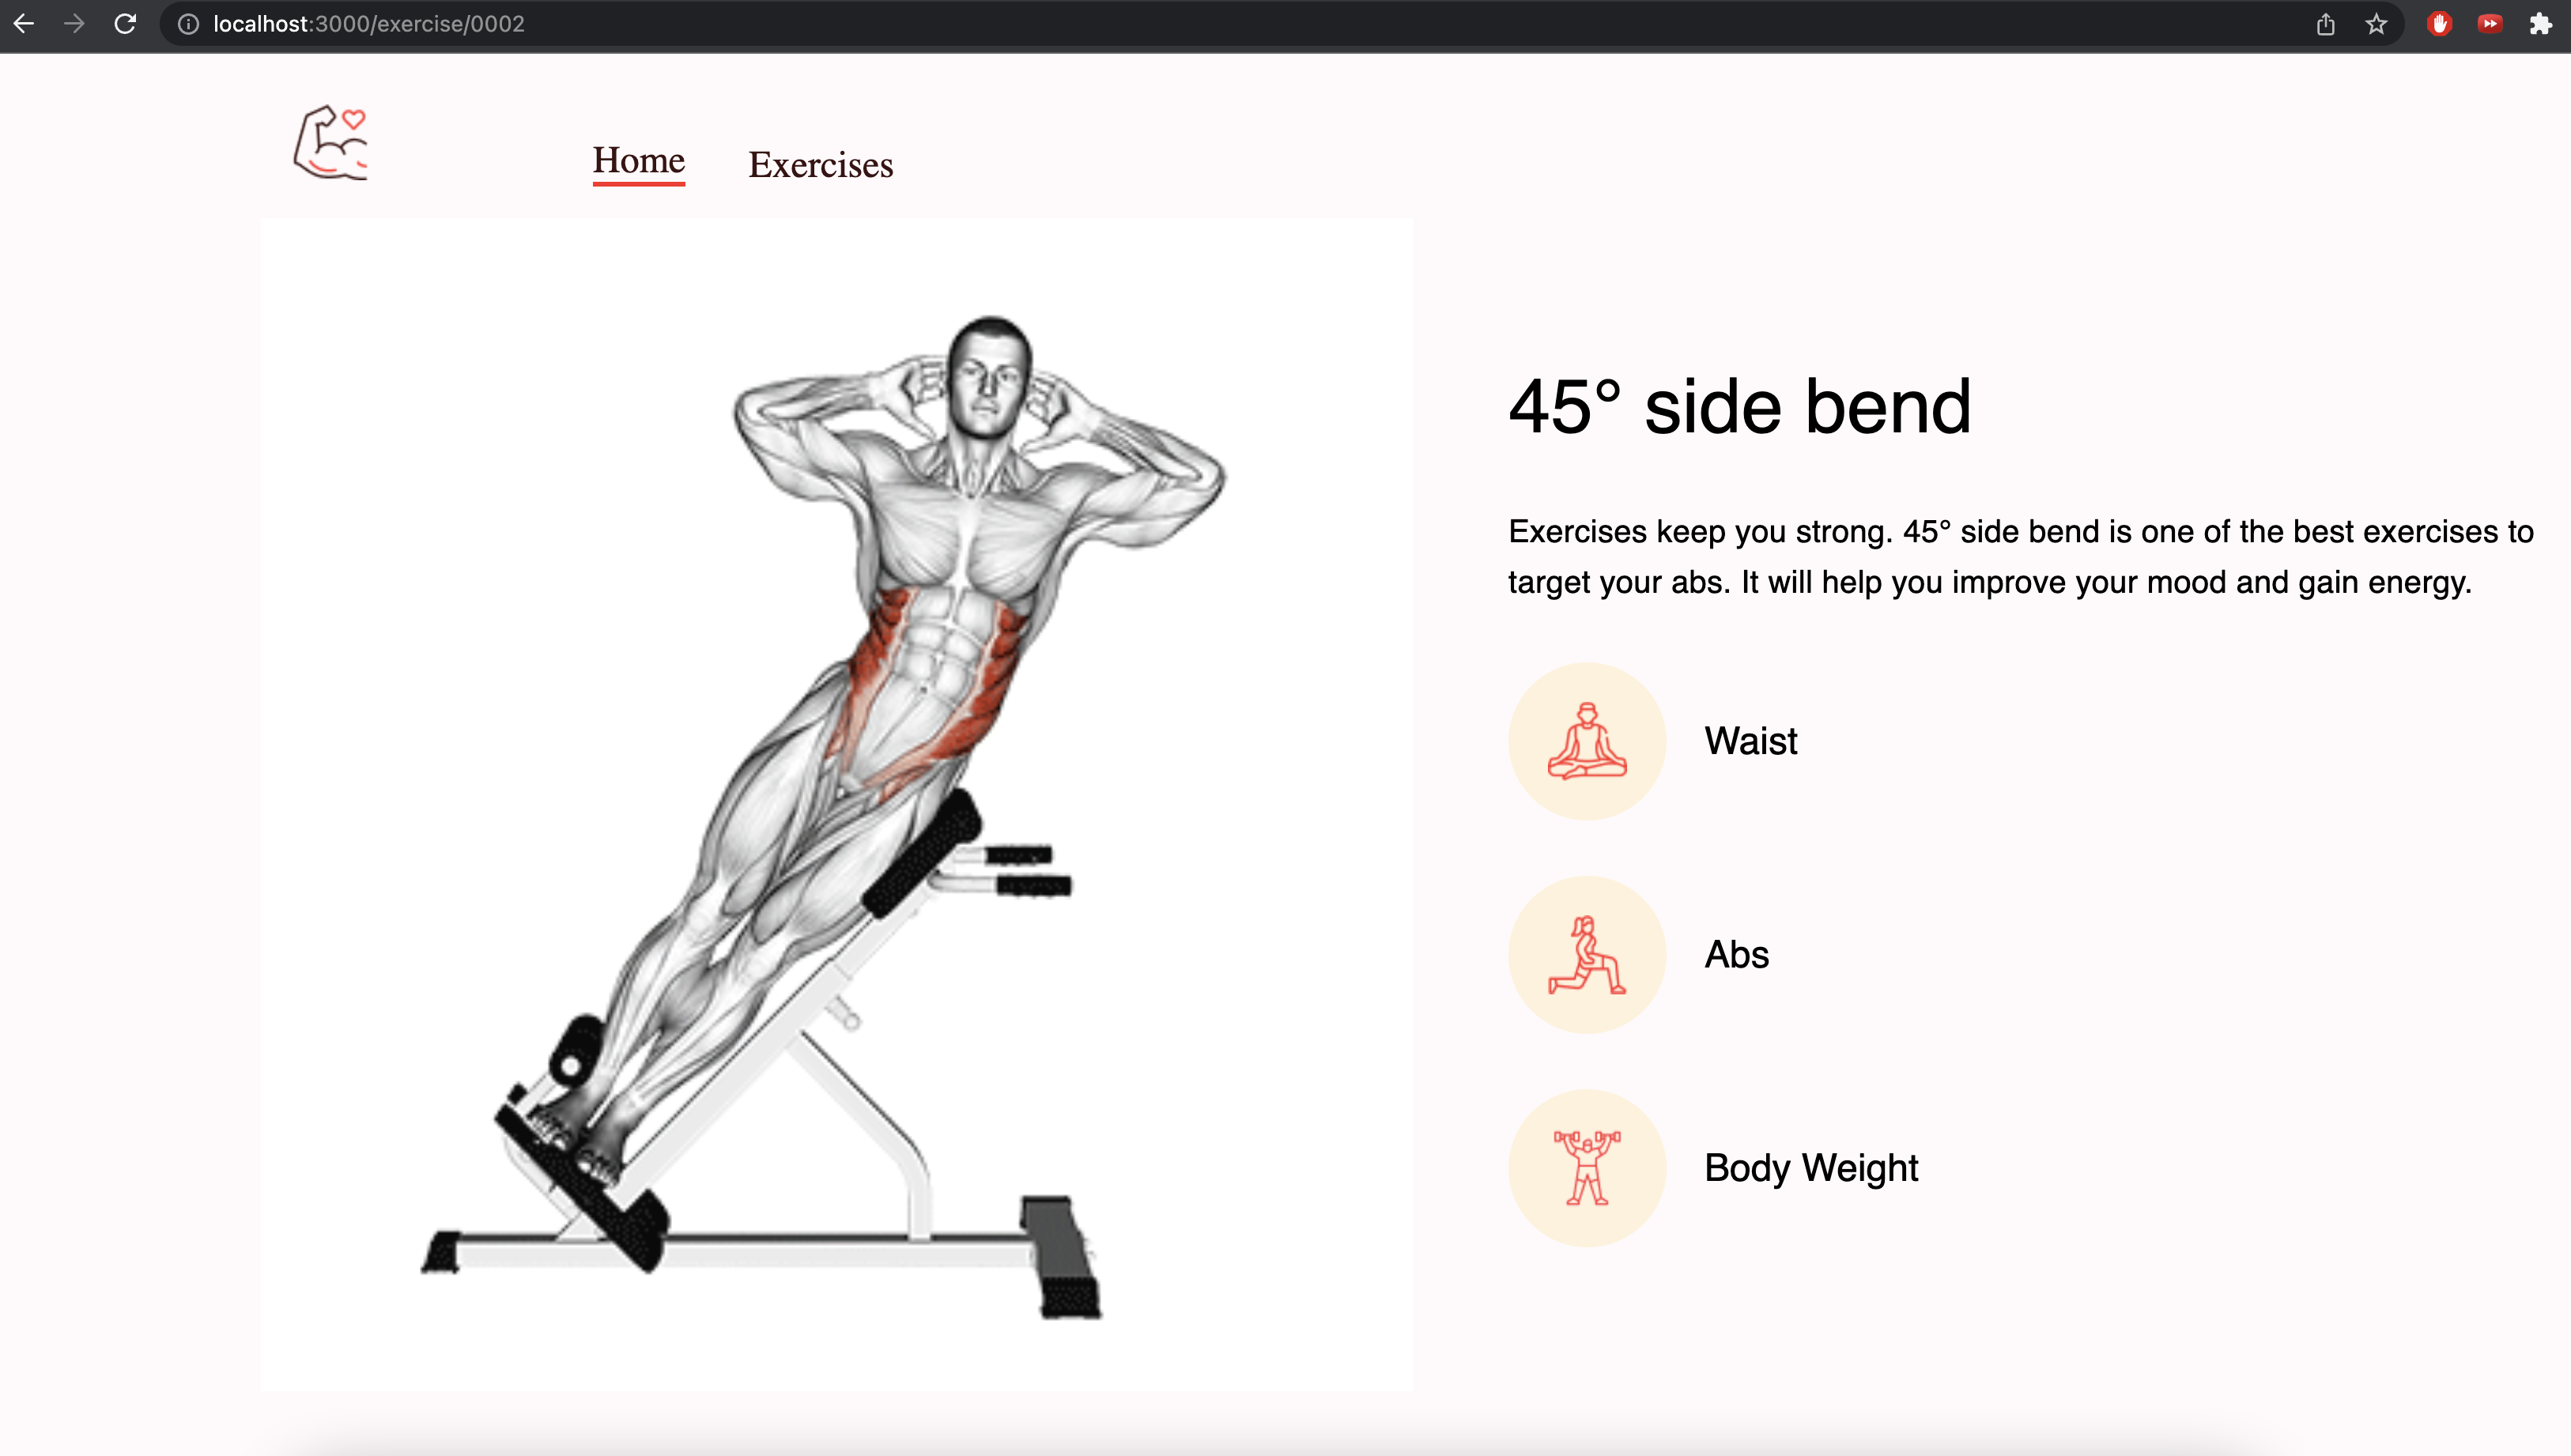 localhost:3000/exercise/0002
Home Exercises
45° side bend
Exercises keep you strong. 45° side bend is one of the best exercises to
target your abs. It will help you improve your mood and gain energy.
Waist
Abs
Body Weight